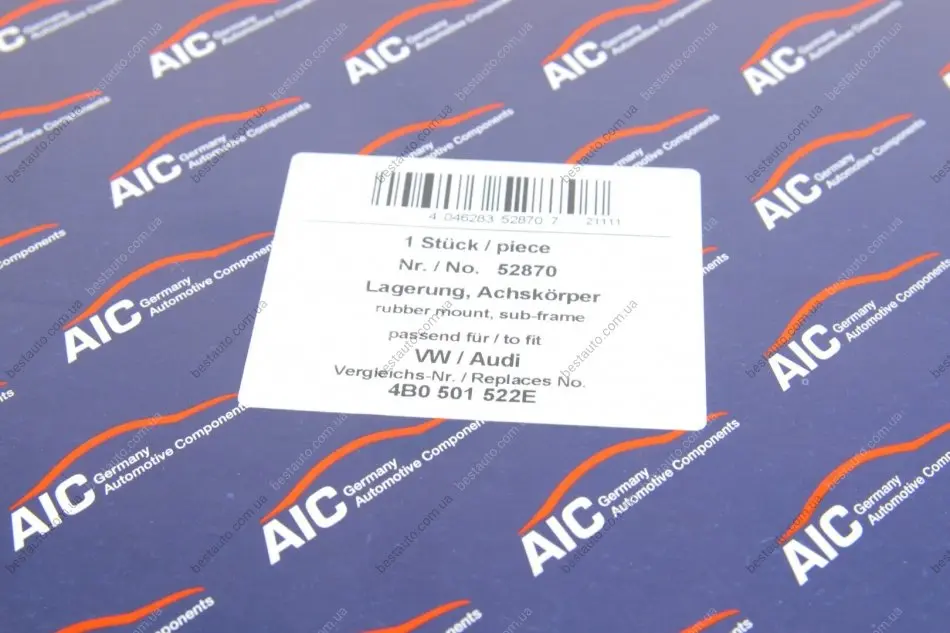 4 046283 52870 7 21111
1 Stück / piece
Nr. / No. 52870
Lagerung, Achskörper
rubber mount, sub-frame
passend für / to fit
VW / Audi
Vergleichs-Nr. / Replaces No.
4B0 501 522E
AIC Germany
Automotive Components
bestauto.com.ua